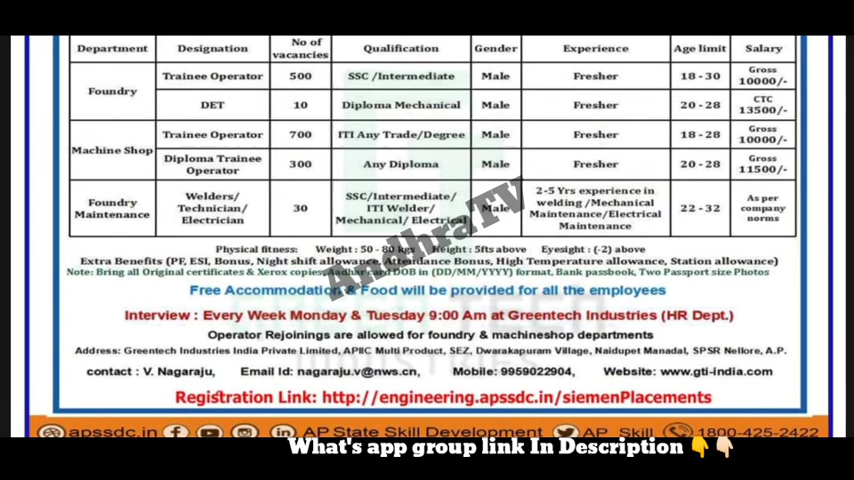 Department Designation No of vacancies Qualification Gender Experience Age limit Salary
Foundry Trainee Operator 500 SSC /Intermediate Male Fresher 18 - 30 Gross 10000/-
DET 10 Diploma Mechanical Male Fresher 20 - 28 CTC 13500/-
Machine Shop Trainee Operator 700 ITI Any Trade/Degree Male Fresher 18 - 28 Gross 10000/-
Diploma Trainee Operator 300 Any Diploma Male Fresher 20 - 28 Gross 11500/-
Foundry Maintenance Welders/ Technician/ Electrician 30 SSC/Intermediate/ ITI Welder/ Mechanical/ Electrical Male 2-5 Yrs experience in welding /Mechanical Maintenance/Electrical Maintenance 22 - 32 As per company norms
AndhraTV
Physical fitness: Weight : 50 - 80 kgs Height : 5fts above Eyesight : (-2) above
Extra Benefits (PF, ESI, Bonus, Night shift allowance, Attendance Bonus, High Temperature allowance, Station allowance)
Note: Bring all Original certificates & Xerox copies, Aadhar card DOB in (DD/MM/YYYY) format, Bank passbook, Two Passport size Photos
Free Accommodation & Food will be provided for all the employees
Interview : Every Week Monday & Tuesday 9:00 Am at Greentech Industries (HR Dept.)
Operator Rejoinings are allowed for foundry & machineshop departments
Address: Greentech Industries India Private Limited, APIIC Multi Product, SEZ, Dwarakapuram Village, Naidupet Manadal, SPSR Nellore, A.P.
contact : V. Nagaraju, Email Id: nagaraju.v@nws.cn, Mobile: 9959022904, Website: www.gti-india.com
Registration Link: http://engineering.apssdc.in/siemenPlacements
apssdc.in AP State Skill Development AP_Skill 1800-425-2422
What's app group link In Description 👇👇🏻